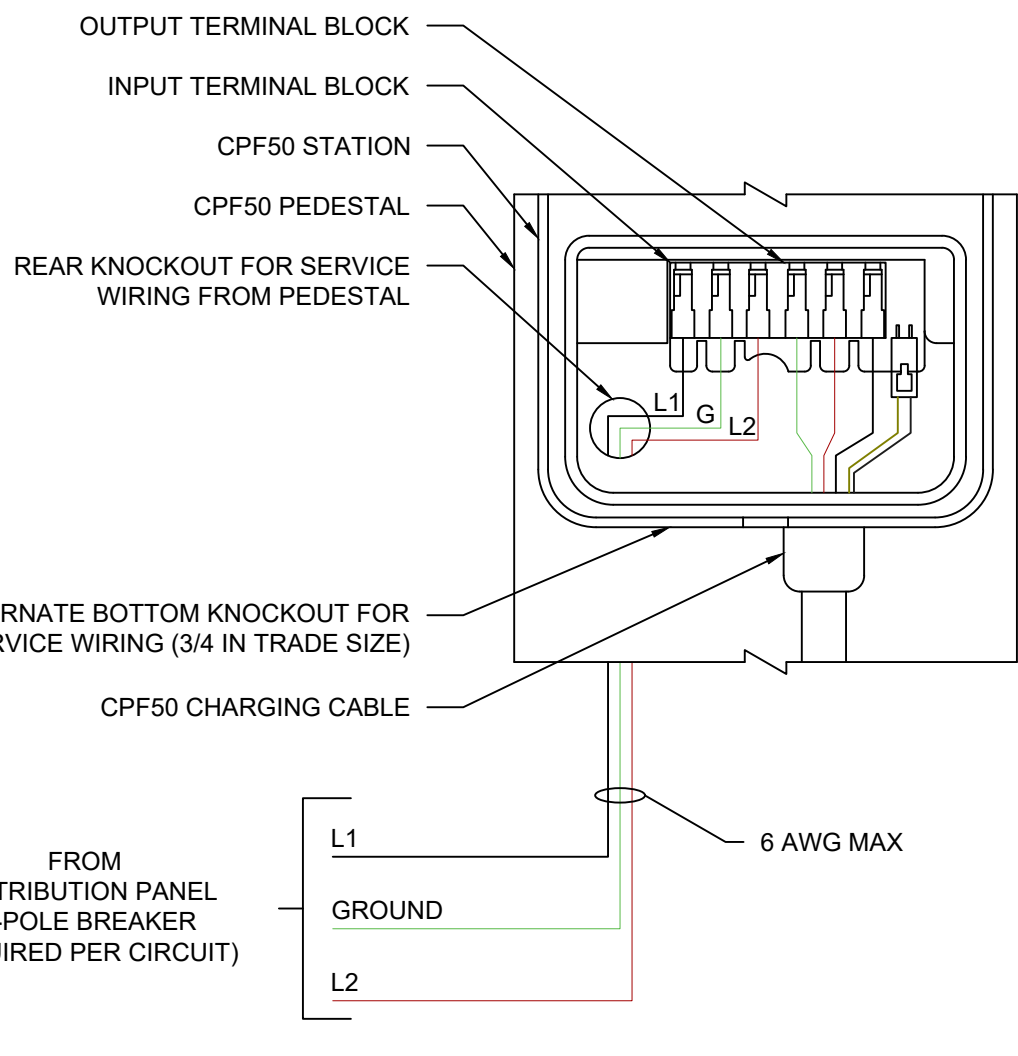 OUTPUT TERMINAL BLOCK
INPUT TERMINAL BLOCK
CPF50 STATION
CPF50 PEDESTAL
REAR KNOCKOUT FOR SERVICE
WIRING FROM PEDESTAL
L1
G
L2
RNATE BOTTOM KNOCKOUT FOR
RVICE WIRING (3/4 IN TRADE SIZE)
CPF50 CHARGING CABLE
6 AWG MAX
FROM
TRIBUTION PANEL
-POLE BREAKER
UIRED PER CIRCUIT)
L1
GROUND
L2